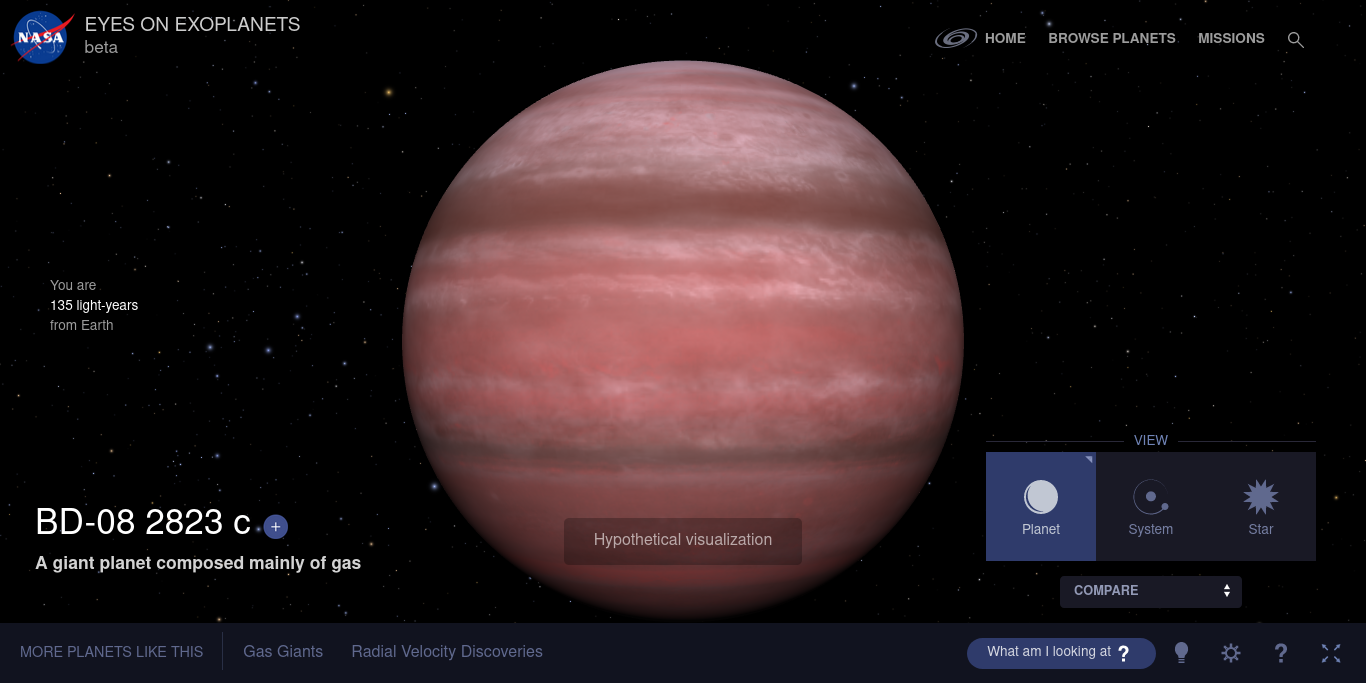 NASA
EYES ON EXOPLANETS
beta
HOME
BROWSE PLANETS
MISSIONS
You are
135 light-years
from Earth
BD-08 2823 c
+
A giant planet composed mainly of gas
Hypothetical visualization
VIEW
Planet
System
Star
COMPARE
MORE PLANETS LIKE THIS
Gas Giants
Radial Velocity Discoveries
What am I looking at ?
?